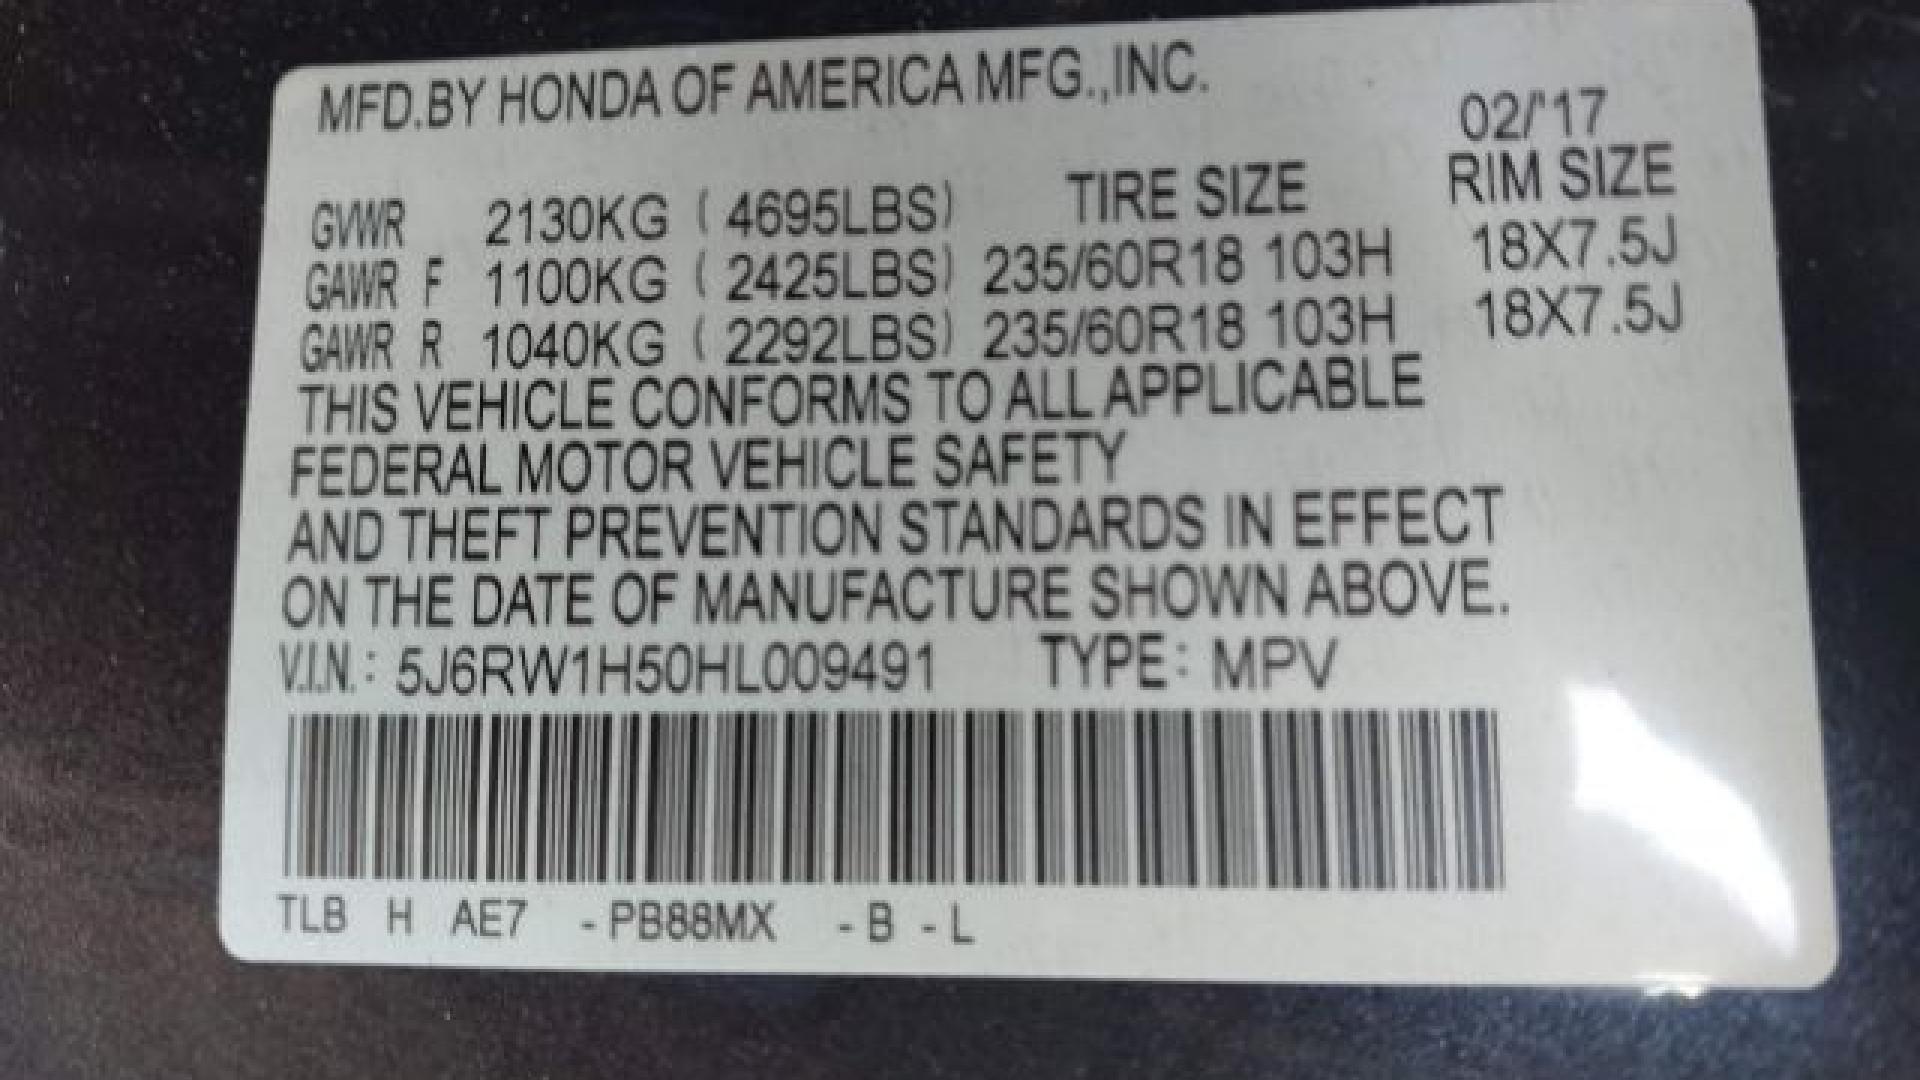 MFD.BY HONDA OF AMERICA MFG.,INC.
02/'17
TIRE SIZE RIM SIZE
GVWR 2130KG ( 4695LBS)
GAWR F 1100KG ( 2425LBS) 235/60R18 103H 18X7.5J
GAWR R 1040KG ( 2292LBS) 235/60R18 103H 18X7.5J
THIS VEHICLE CONFORMS TO ALL APPLICABLE
FEDERAL MOTOR VEHICLE SAFETY
AND THEFT PREVENTION STANDARDS IN EFFECT
ON THE DATE OF MANUFACTURE SHOWN ABOVE.
V.I.N.: 5J6RW1H50HL009491 TYPE: MPV
TLB H AE7 -PB88MX -B -L